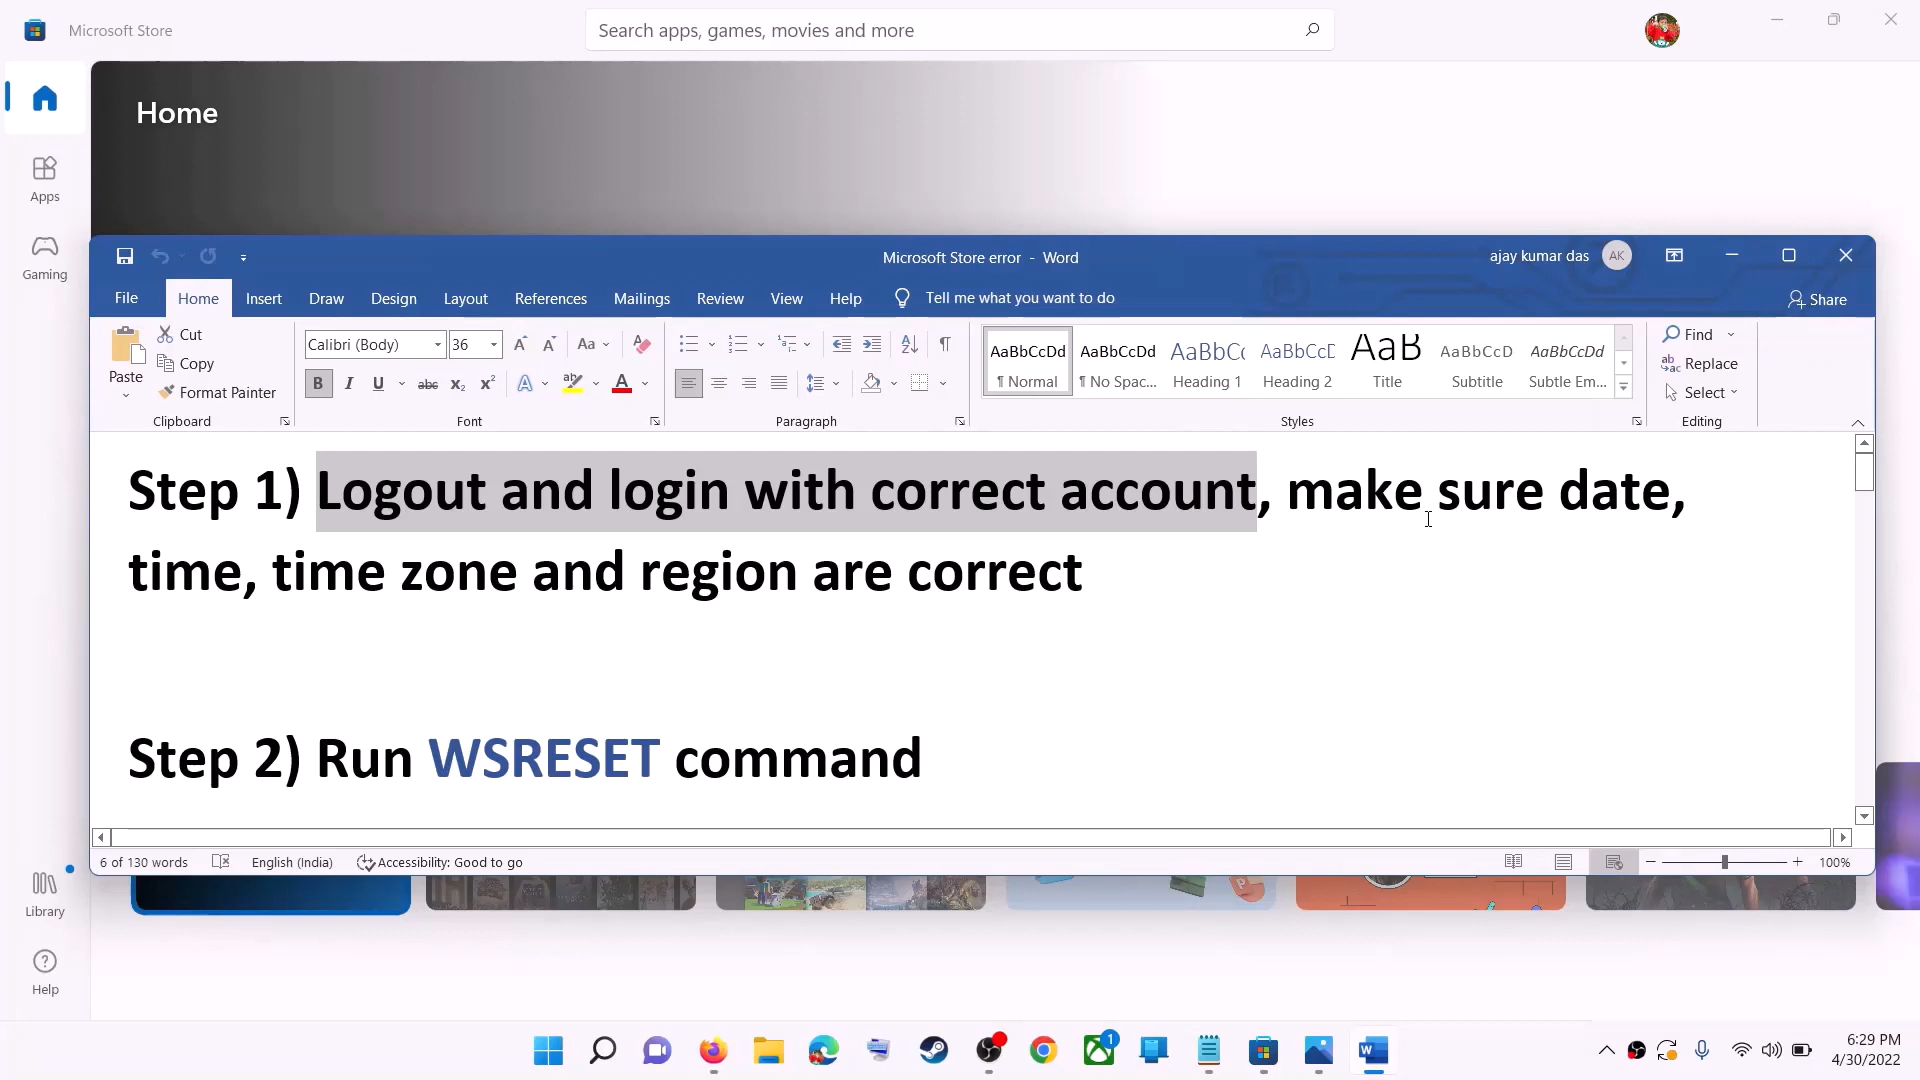 Microsoft Store
Search apps, games, movies and more
Home
Apps
Gaming
Microsoft Store error - Word
ajay kumar das
AK
File
Home
Insert
Draw
Design
Layout
References
Mailings
Review
View
Help
Tell me what you want to do
Share
Paste
Cut
Copy
Format Painter
Clipboard
Calibri (Body)
36
Font
Paragraph
AaBbCcDd
¶ Normal
AaBbCcDd
¶ No Spac...
AaBbCc
Heading 1
AaBbCcD
Heading 2
AaB
Title
AaBbCcD
Subtitle
AaBbCcDd
Subtle Em...
Styles
Find
Replace
Select
Editing
Step 1) Logout and login with correct account, make sure date,
time, time zone and region are correct
Step 2) Run WSRESET command
6 of 130 words
English (India)
Accessibility: Good to go
100%
Library
Help
1
6:29 PM
4/30/2022